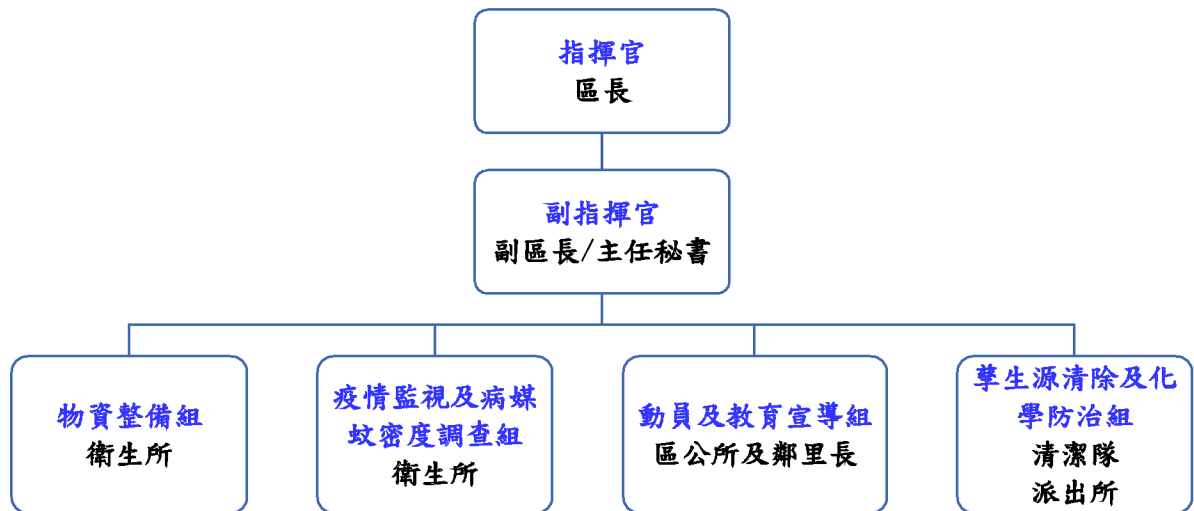 指揮官
區長
副指揮官
副區長/主任秘書
物資整備組
衛生所
疫情監視及病媒
蚊密度調查組
衛生所
動員及教育宣導組
區公所及鄰里長
孳生源清除及化
學防治組
清潔隊
派出所